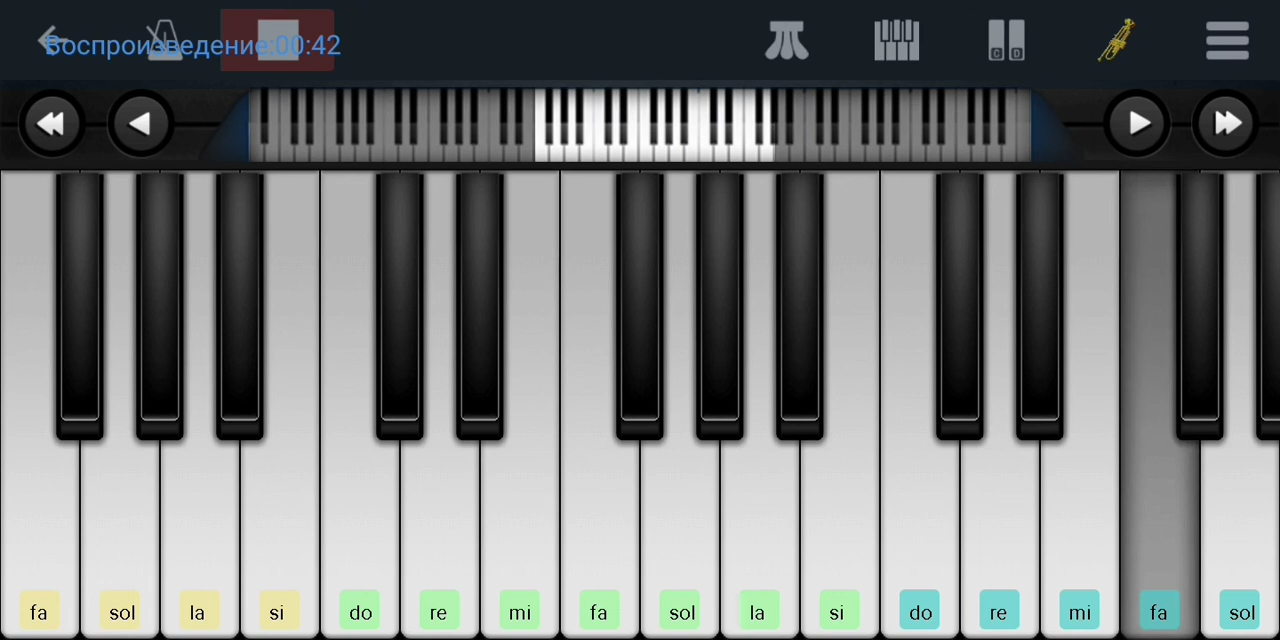 Воспроизведение:00:42
C D
fa sol la si do re mi fa sol la si do re mi fa sol